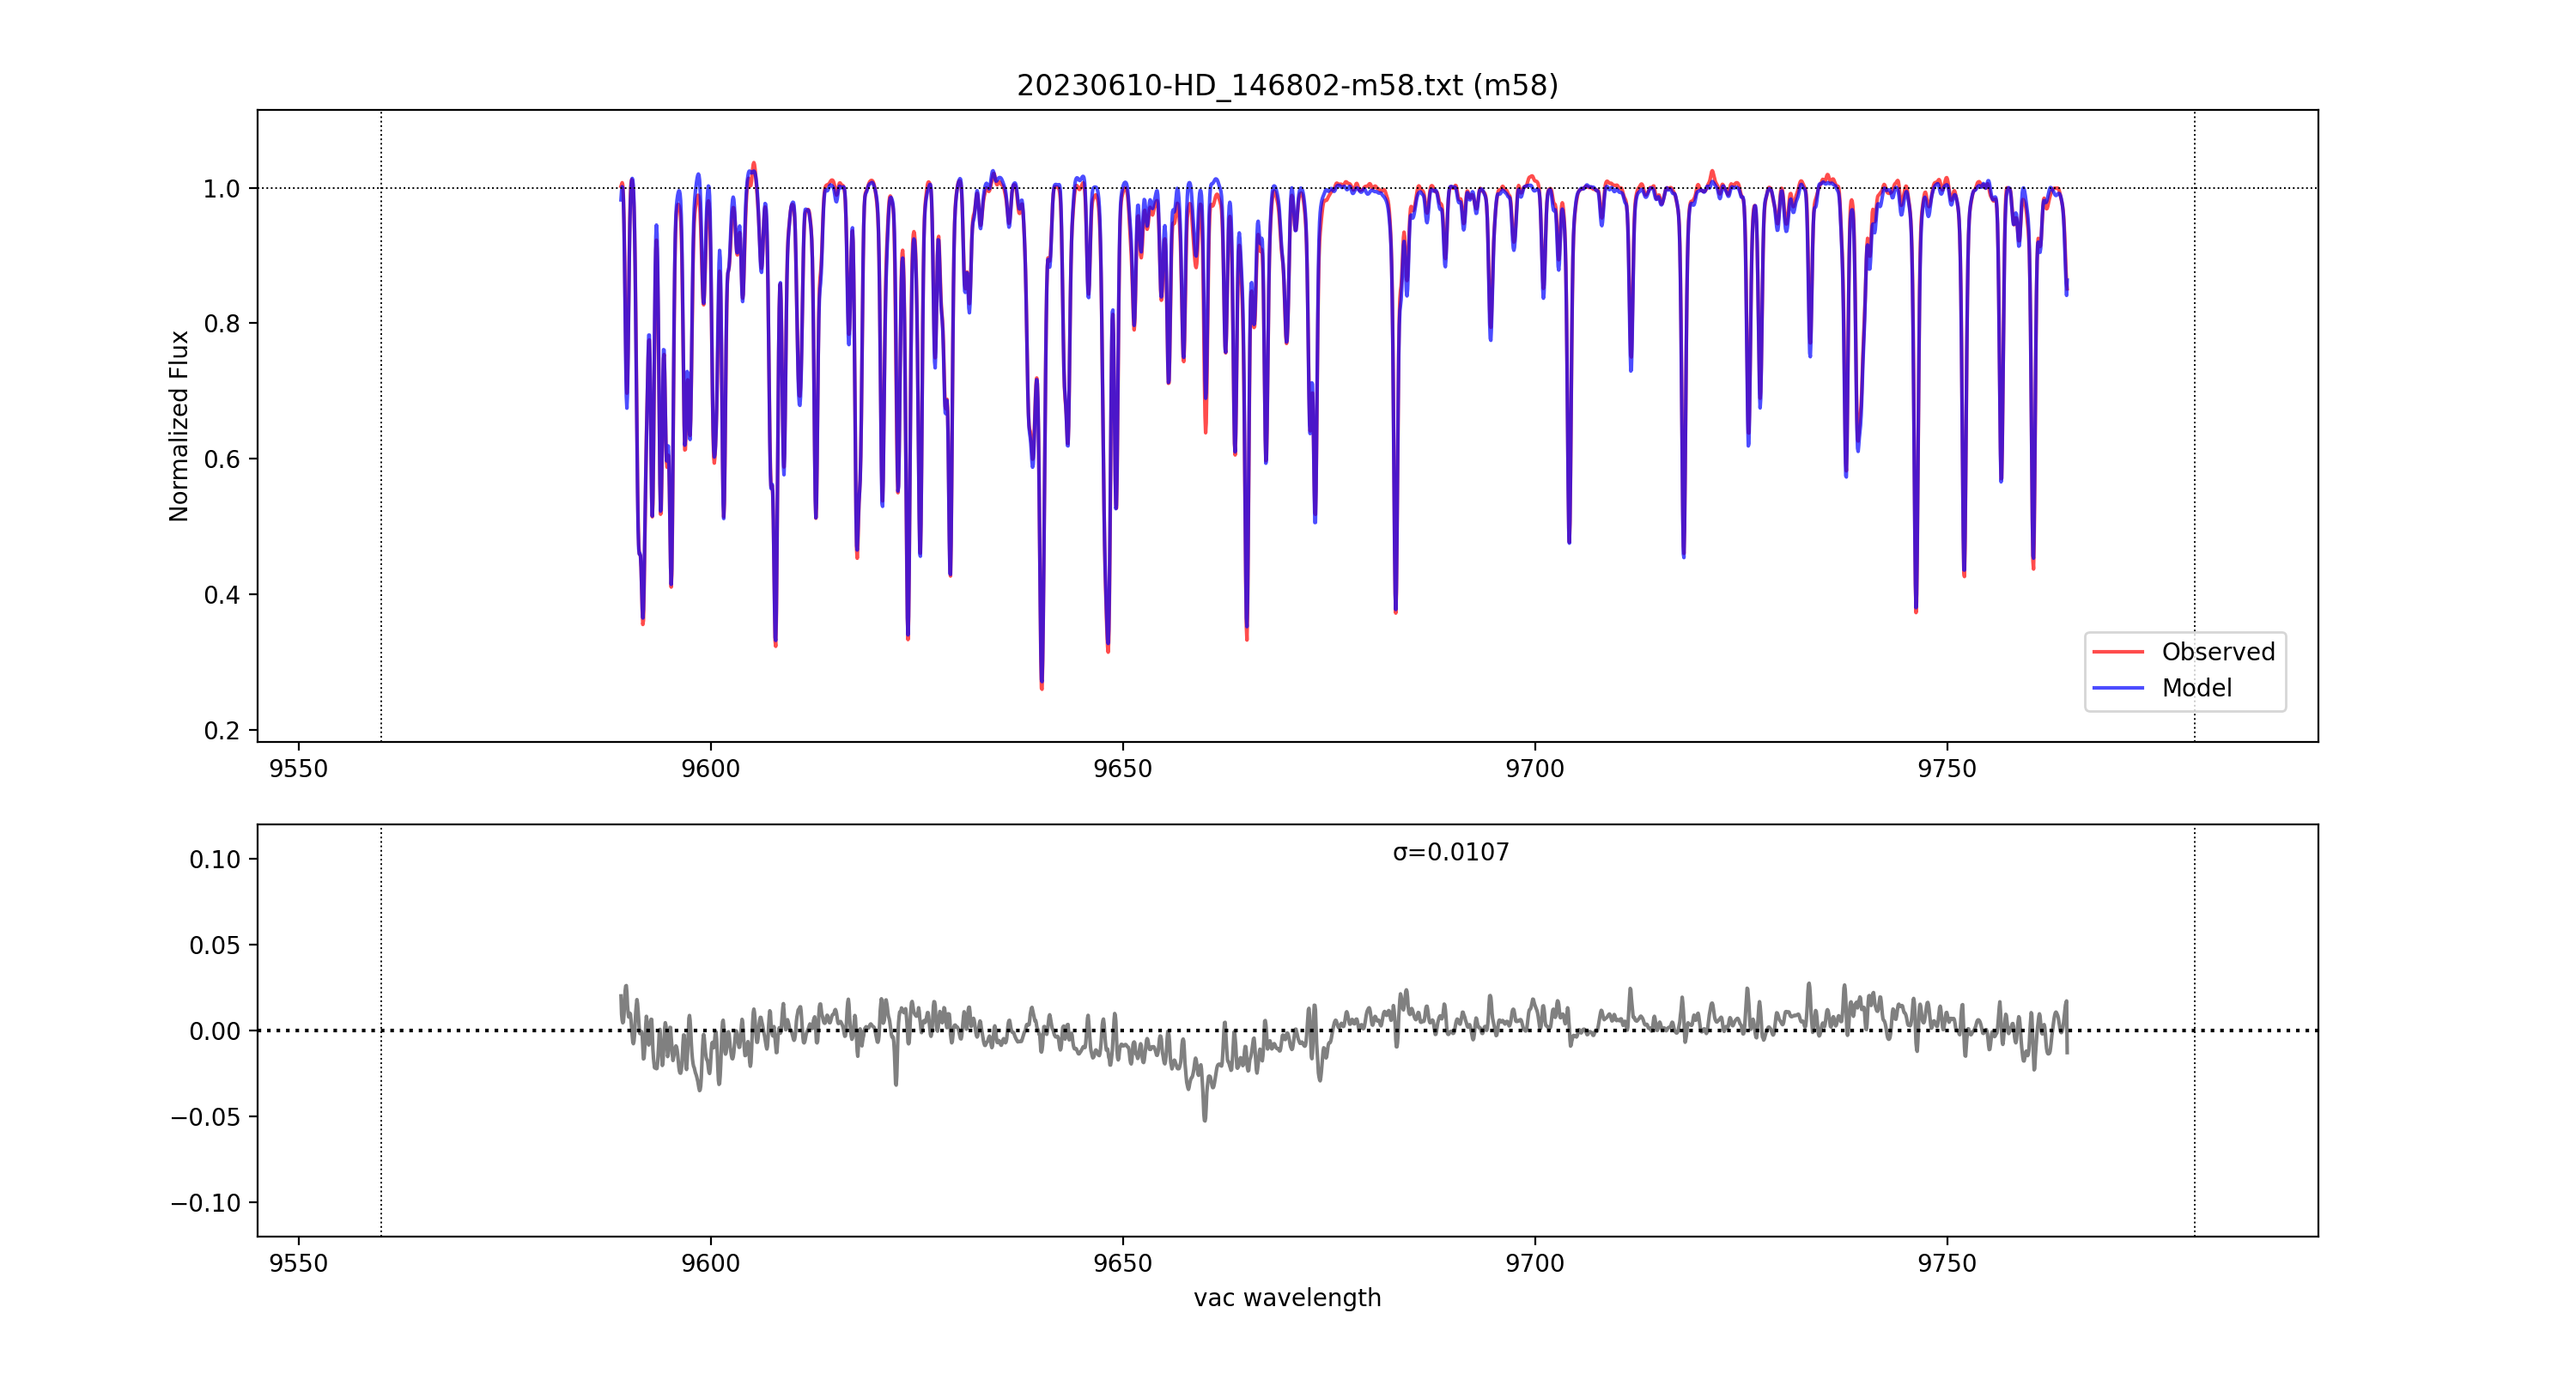 20230610-HD_146802-m58.txt (m58)
Normalized Flux
1.0
0.8
0.6
0.4
0.2
Observed
Model
9550 9600 9650 9700 9750
σ=0.0107
0.10
0.05
0.00
−0.05
−0.10
9550 9600 9650 9700 9750
vac wavelength